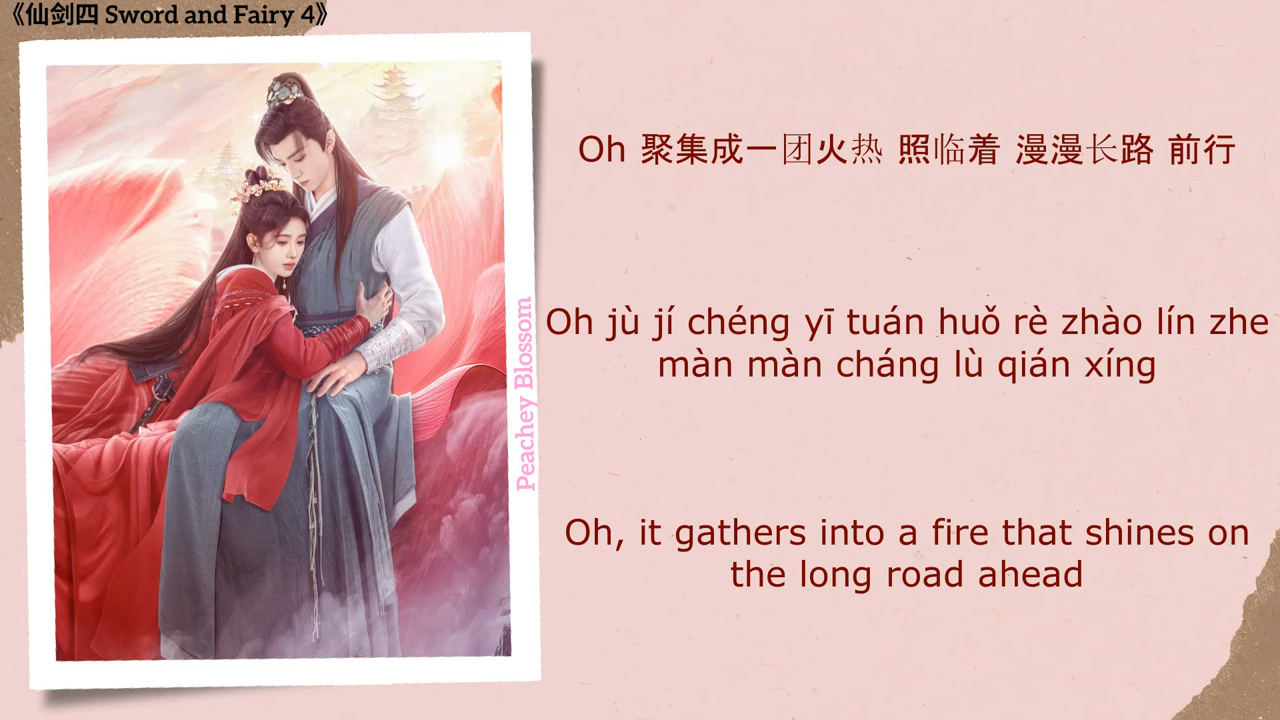 《仙剑四 Sword and Fairy 4》
Peachey Blossom
Oh 聚集成一团火热 照临着 漫漫长路 前行
Oh jù jí chéng yī tuán huǒ rè zhào lín zhe
màn màn cháng lù qián xíng
Oh, it gathers into a fire that shines on
the long road ahead